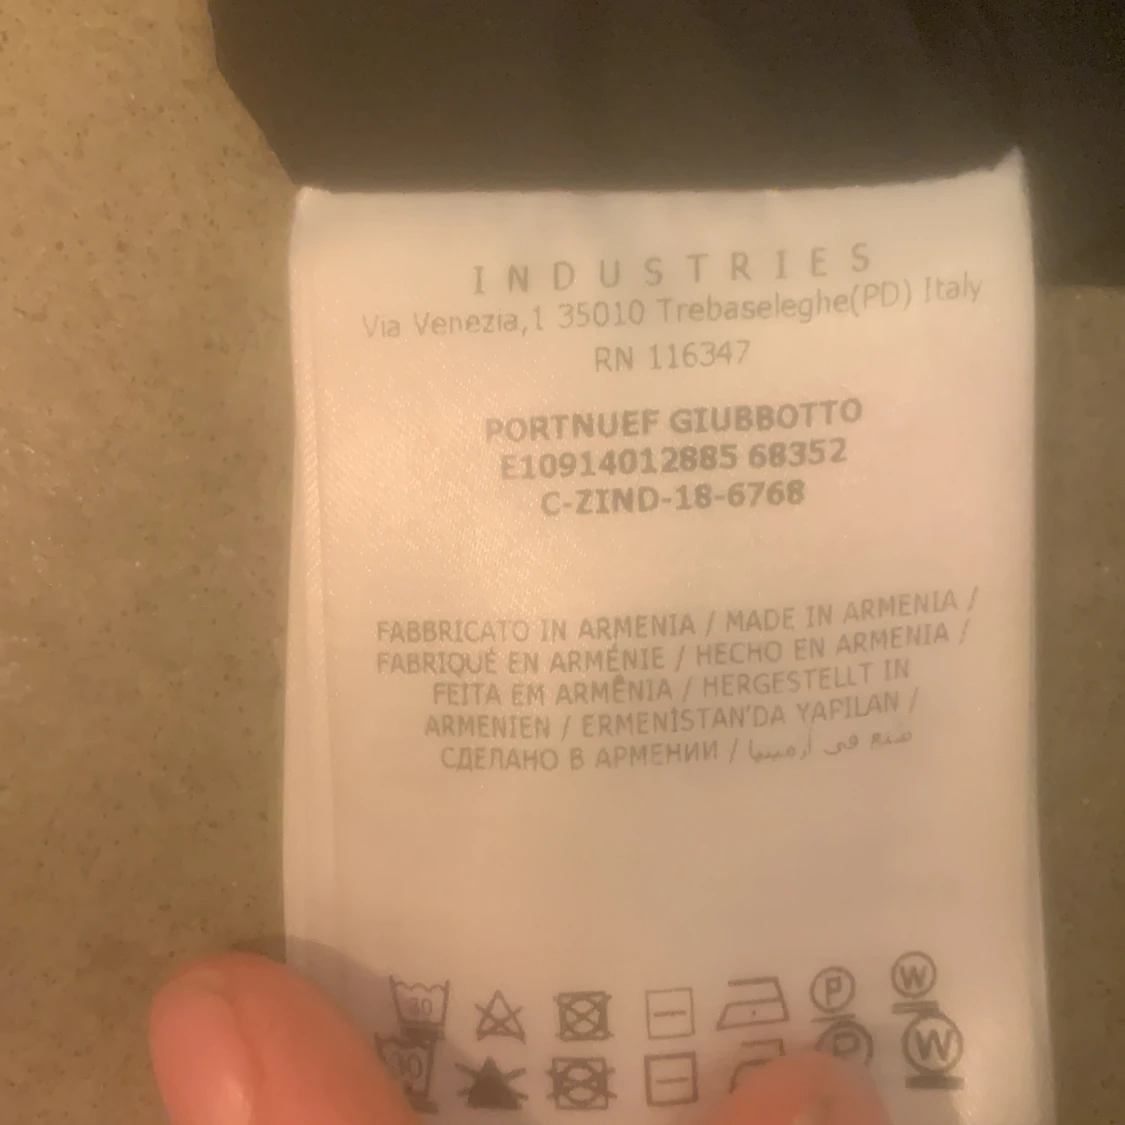 INDUSTRIES
Via Venezia,1 35010 Trebaseleghe(PD) Italy
RN 116347
PORTNUEF GIUBBOTTO
E10914012885 68352
C-ZIND-18-6768
FABBRICATO IN ARMENIA / MADE IN ARMENIA /
FABRIQUÉ EN ARMÉNIE / HECHO EN ARMENIA /
FEITA EM ARMÊNIA / HERGESTELLT IN
ARMENIEN / ERMENİSTAN'DA YAPILAN /
СДЕЛАНО В АРМЕНИИ / صنع في أرمينيا
30 P W
30 P W